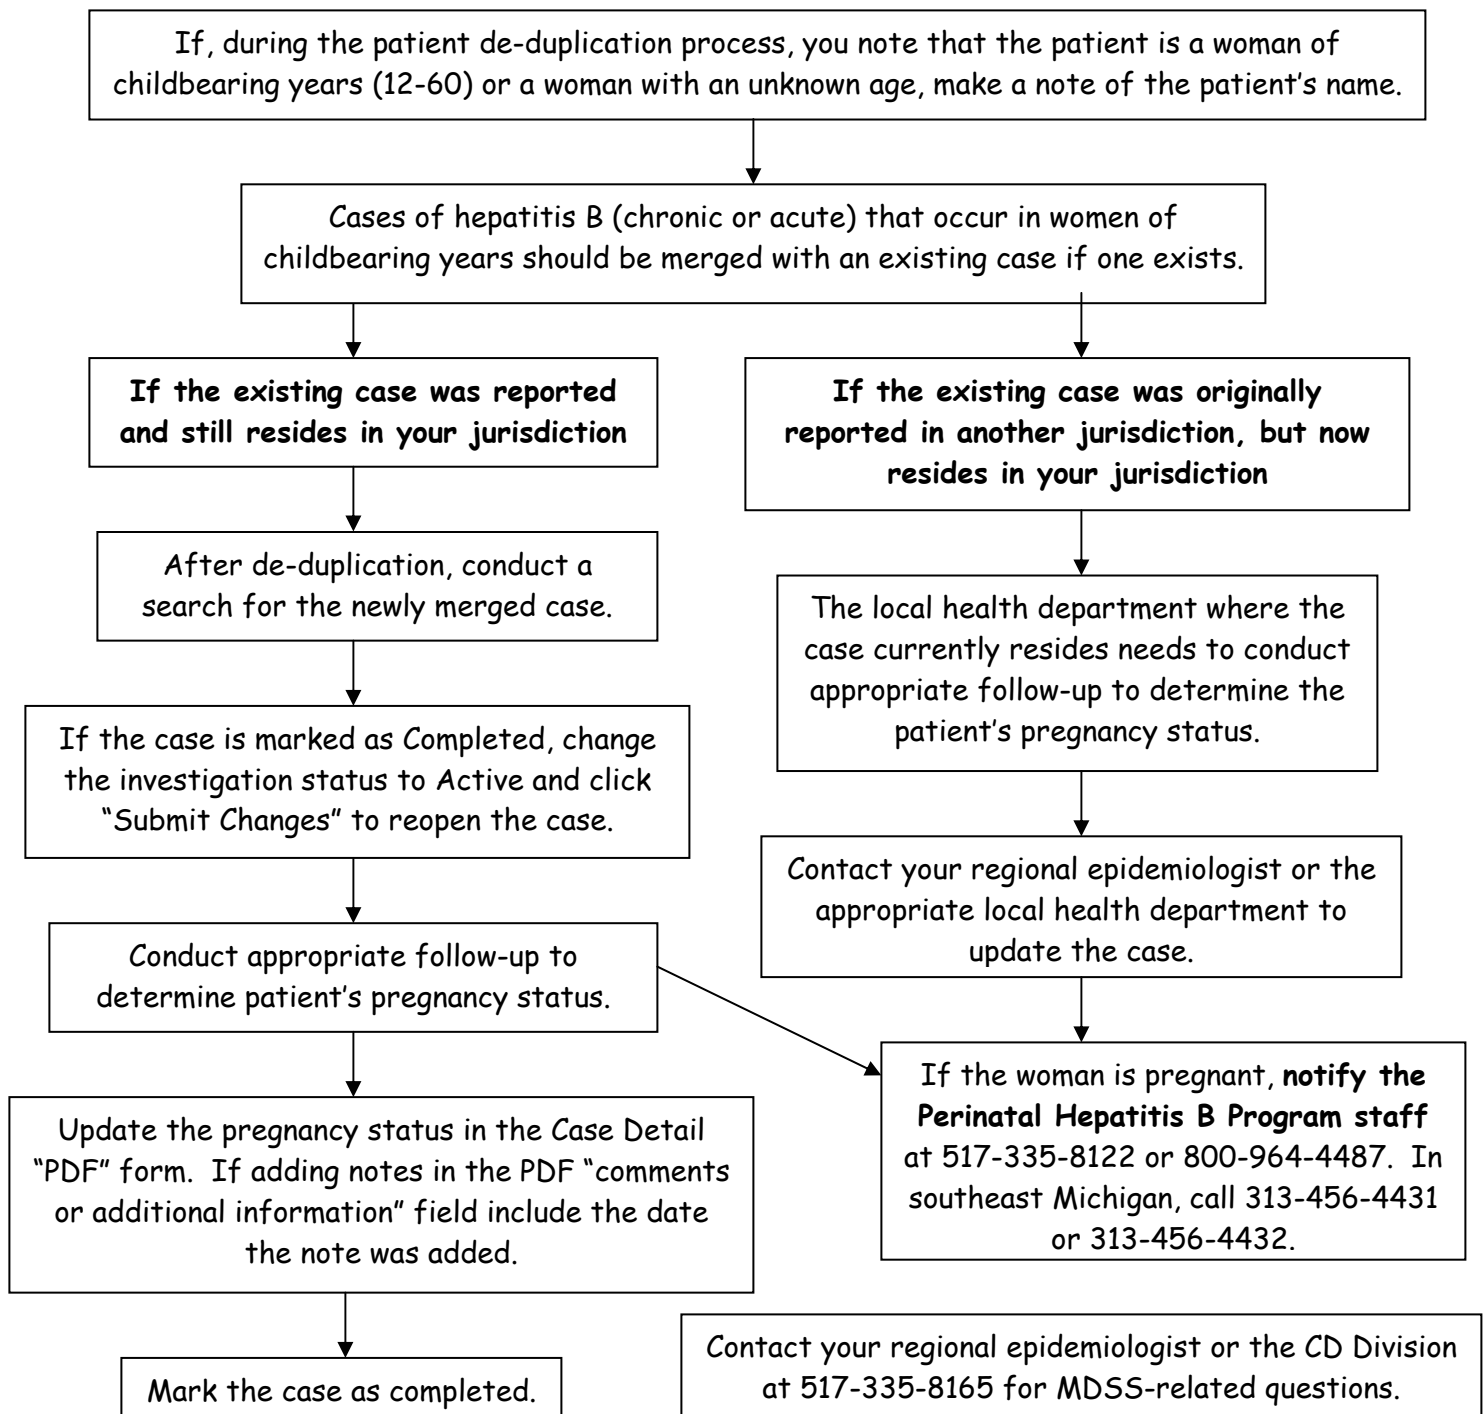 If, during the patient de-duplication process, you note that the patient is a woman of
childbearing years (12-60) or a woman with an unknown age, make a note of the patient's name.
Cases of hepatitis B (chronic or acute) that occur in women of
childbearing years should be merged with an existing case if one exists.
If the existing case was reported
and still resides in your jurisdiction
After de-duplication, conduct a
search for the newly merged case.
If the case is marked as Completed, change
the investigation status to Active and click
"Submit Changes" to reopen the case.
Conduct appropriate follow-up to
determine patient's pregnancy status.
Update the pregnancy status in the Case Detail
"PDF" form.  If adding notes in the PDF "comments
or additional information" field include the date
the note was added.
Mark the case as completed.
If the existing case was originally
reported in another jurisdiction, but now
resides in your jurisdiction
The local health department where the
case currently resides needs to conduct
appropriate follow-up to determine the
patient's pregnancy status.
Contact your regional epidemiologist or the
appropriate local health department to
update the case.
If the woman is pregnant, notify the
Perinatal Hepatitis B Program staff
at 517-335-8122 or 800-964-4487.  In
southeast Michigan, call 313-456-4431
or 313-456-4432.
Contact your regional epidemiologist or the CD Division
at 517-335-8165 for MDSS-related questions.